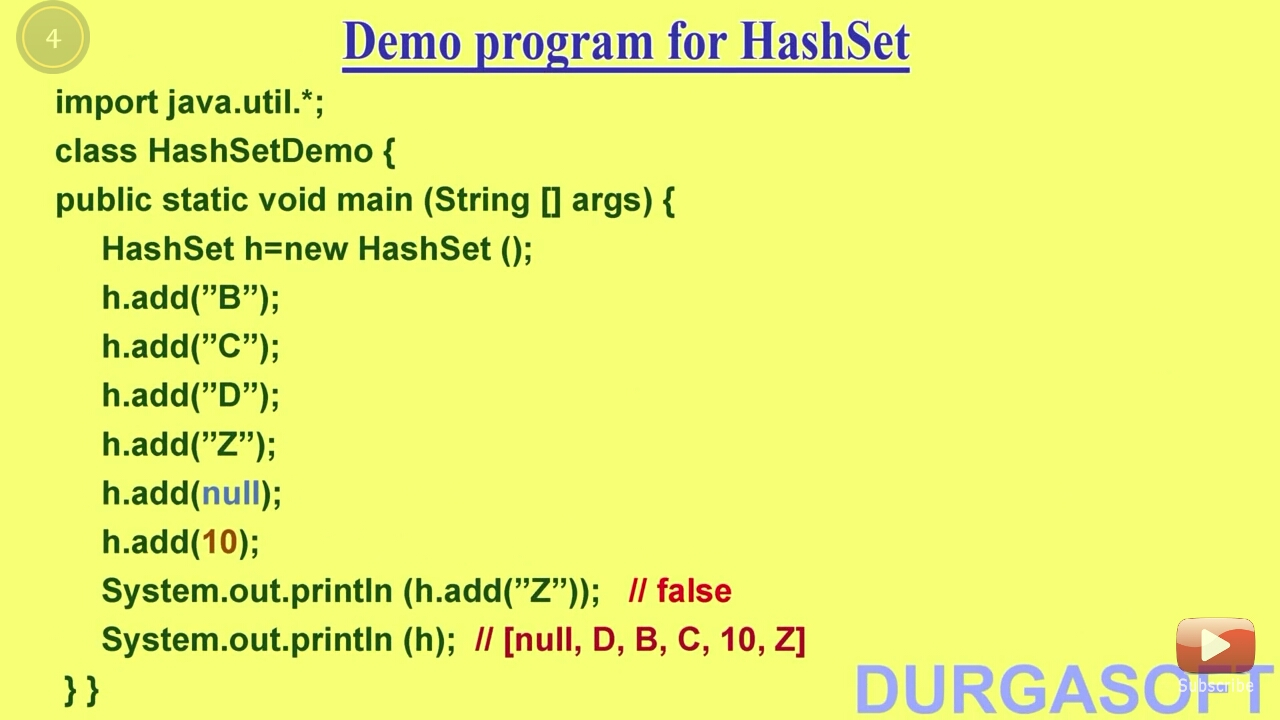 4
Demo program for HashSet
import java.util.*;
class HashSetDemo {
public static void main (String [] args) {
HashSet h=new HashSet ();
h.add(”B”);
h.add(”C”);
h.add(”D”);
h.add(”Z”);
h.add(null);
h.add(10);
System.out.println (h.add(”Z”)); // false
System.out.println (h); // [null, D, B, C, 10, Z]
} }
DURGASOFT
Subscribe